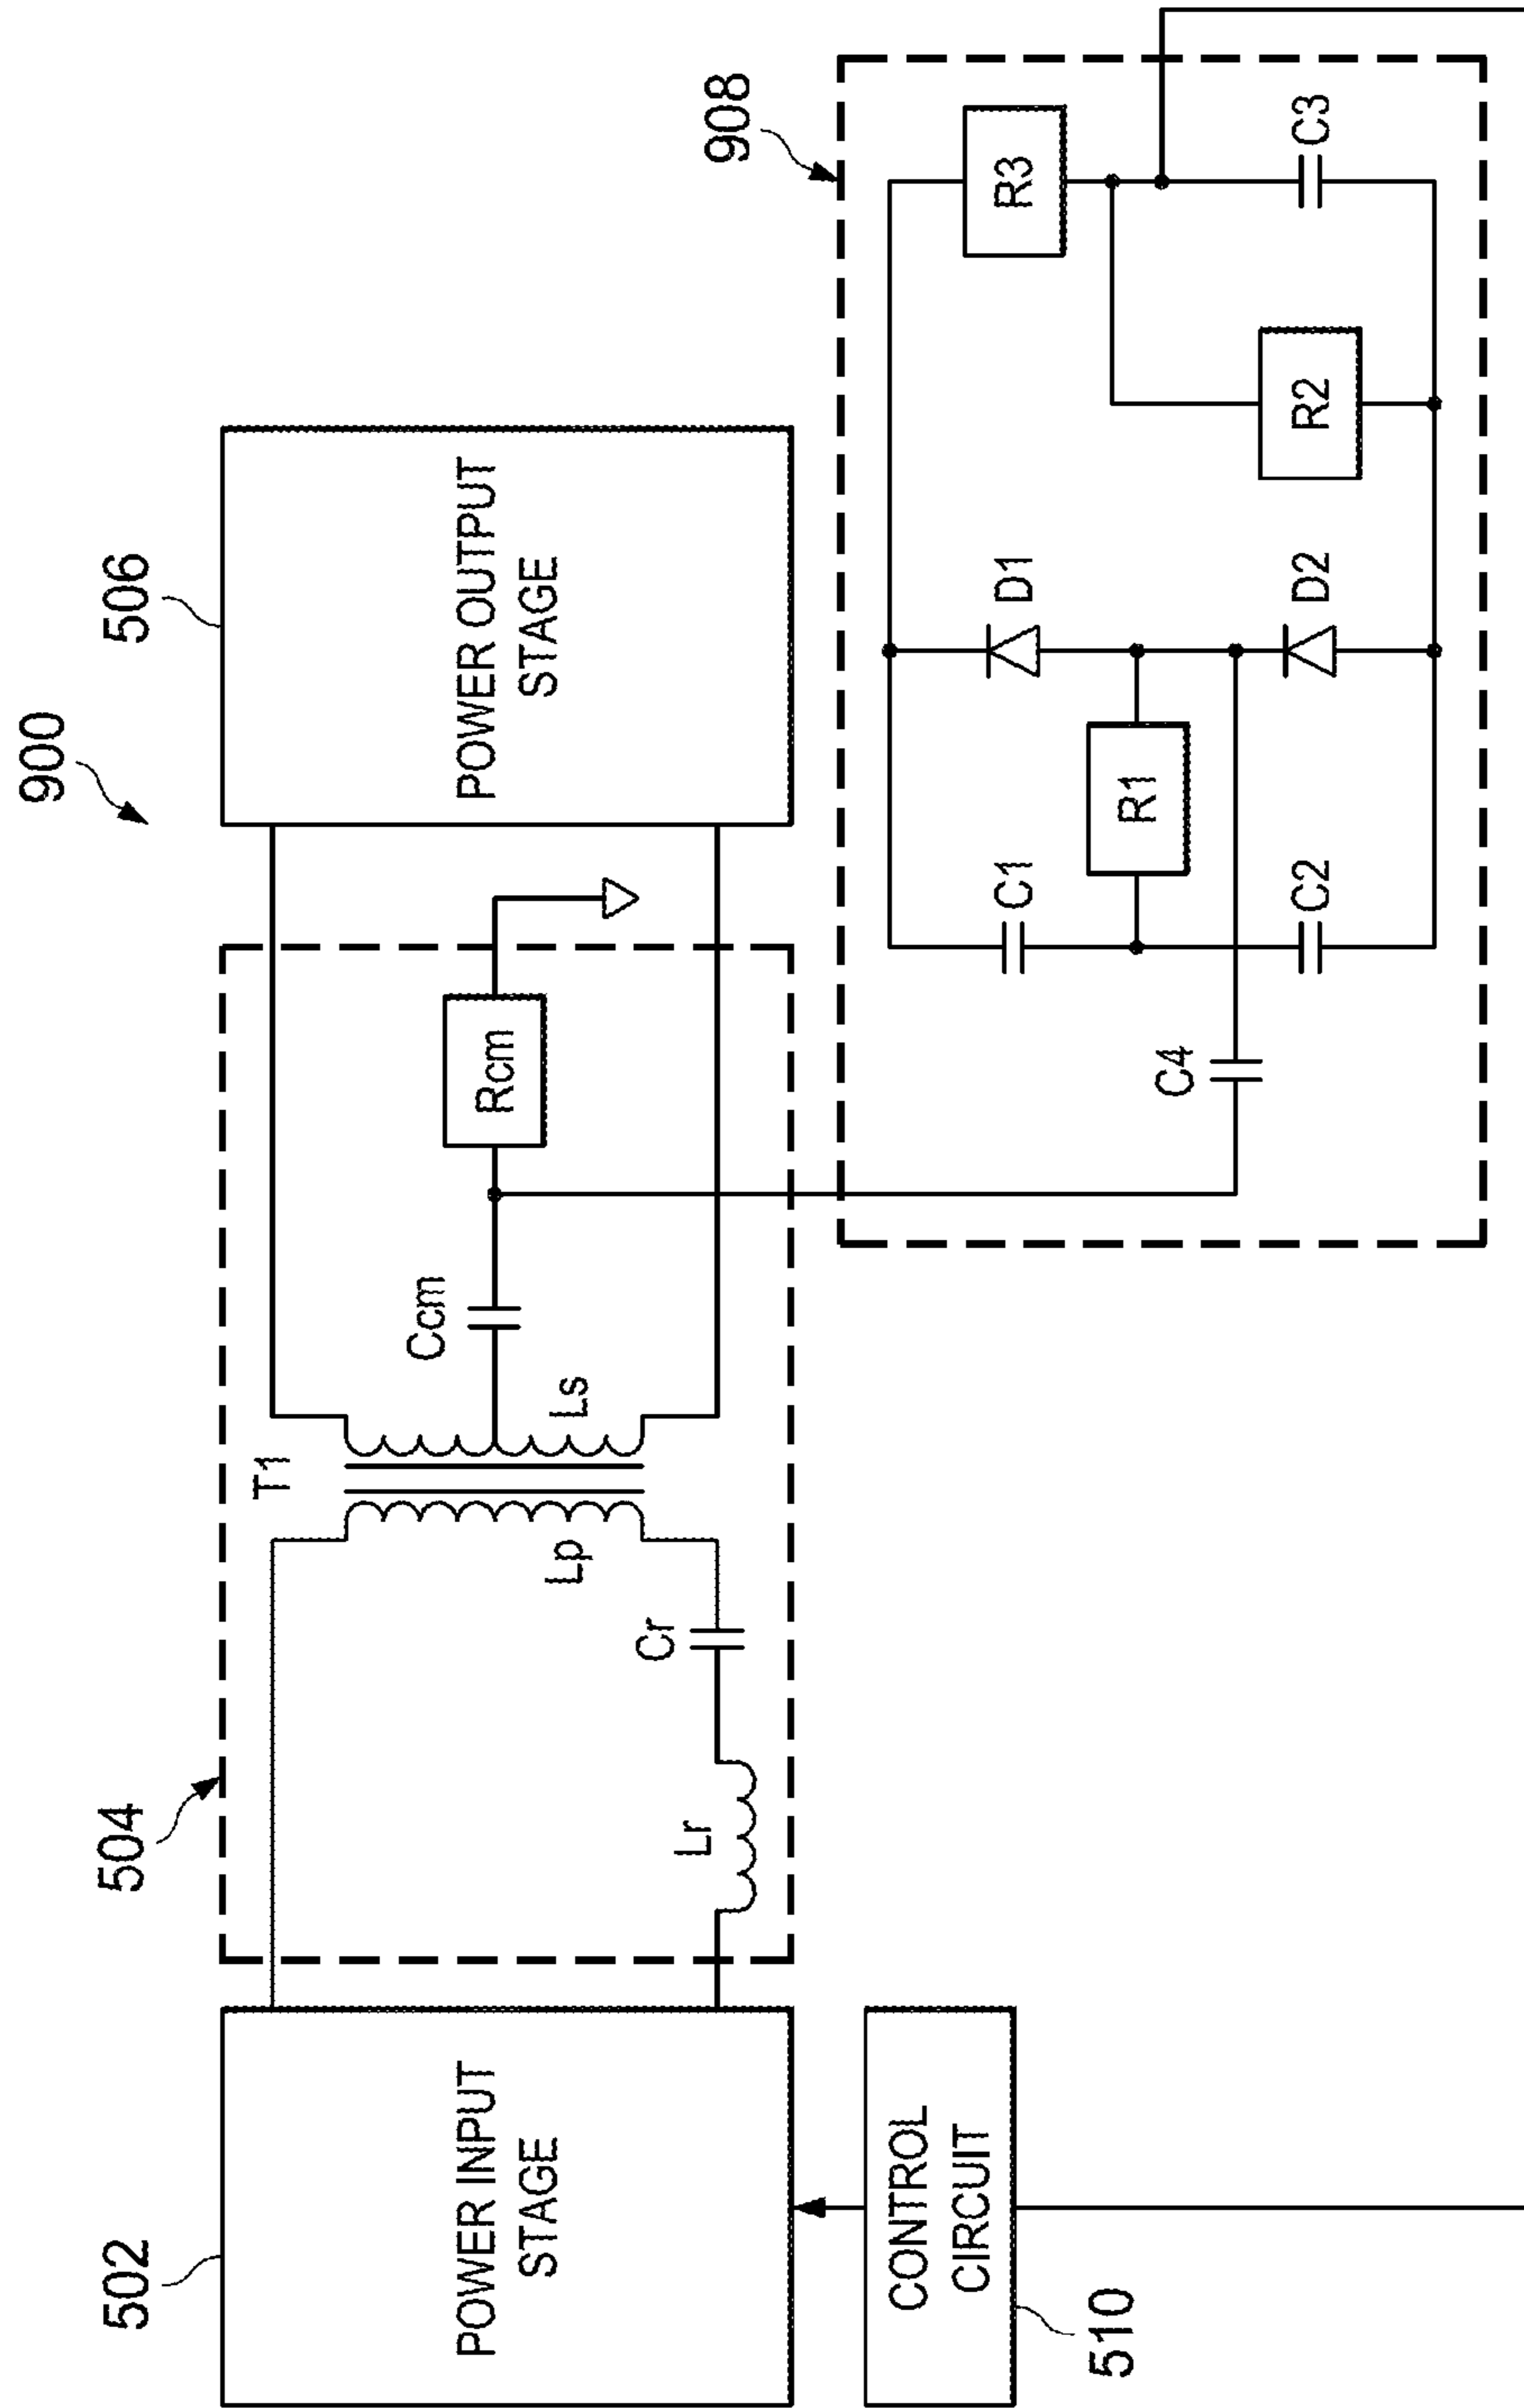 900
502
POWER INPUT
STAGE
504
Lr
Cr
Lp
T1
Ls
Ccm
Rcm
506
POWER OUTPUT
STAGE
510
CONTROL
CIRCUIT
908
C4
C1
C2
R1
D1
D2
R2
R3
C3